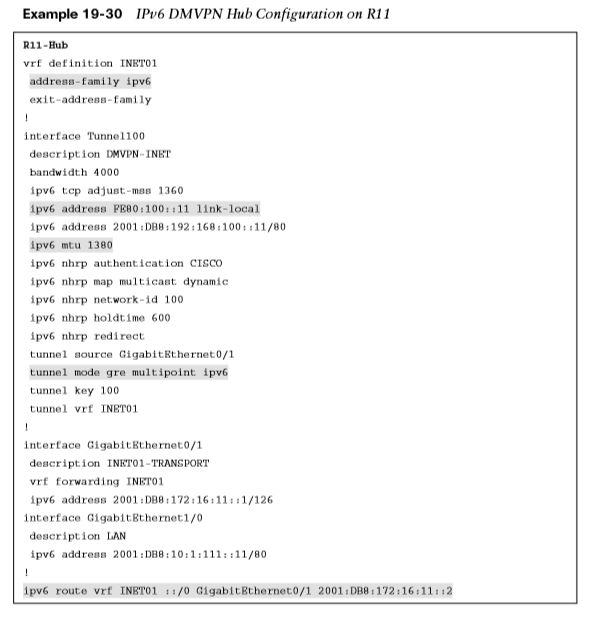 Example 19-30 IPv6 DMVPN Hub Configuration on R11
R11-Hub
vrf definition INET01
address-family ipv6
exit-address-family
!
interface Tunnel100
description DMVPN-INET
bandwidth 4000
ipv6 tcp adjust-mss 1360
ipv6 address FE80:100::11 link-local
ipv6 address 2001:DB8:192:168:100::11/80
ipv6 mtu 1380
ipv6 nhrp authentication CISCO
ipv6 nhrp map multicast dynamic
ipv6 nhrp network-id 100
ipv6 nhrp holdtime 600
ipv6 nhrp redirect
tunnel source GigabitEthernet0/1
tunnel mode gre multipoint ipv6
tunnel key 100
tunnel vrf INET01
!
interface GigabitEthernet0/1
description INET01-TRANSPORT
vrf forwarding INET01
ipv6 address 2001:DB8:172:16:11::1/126
interface GigabitEthernet1/0
description LAN
ipv6 address 2001:DB8:10:1:111::11/80
!
ipv6 route vrf INET01 ::/0 GigabitEthernet0/1 2001:DB8:172:16:11::2